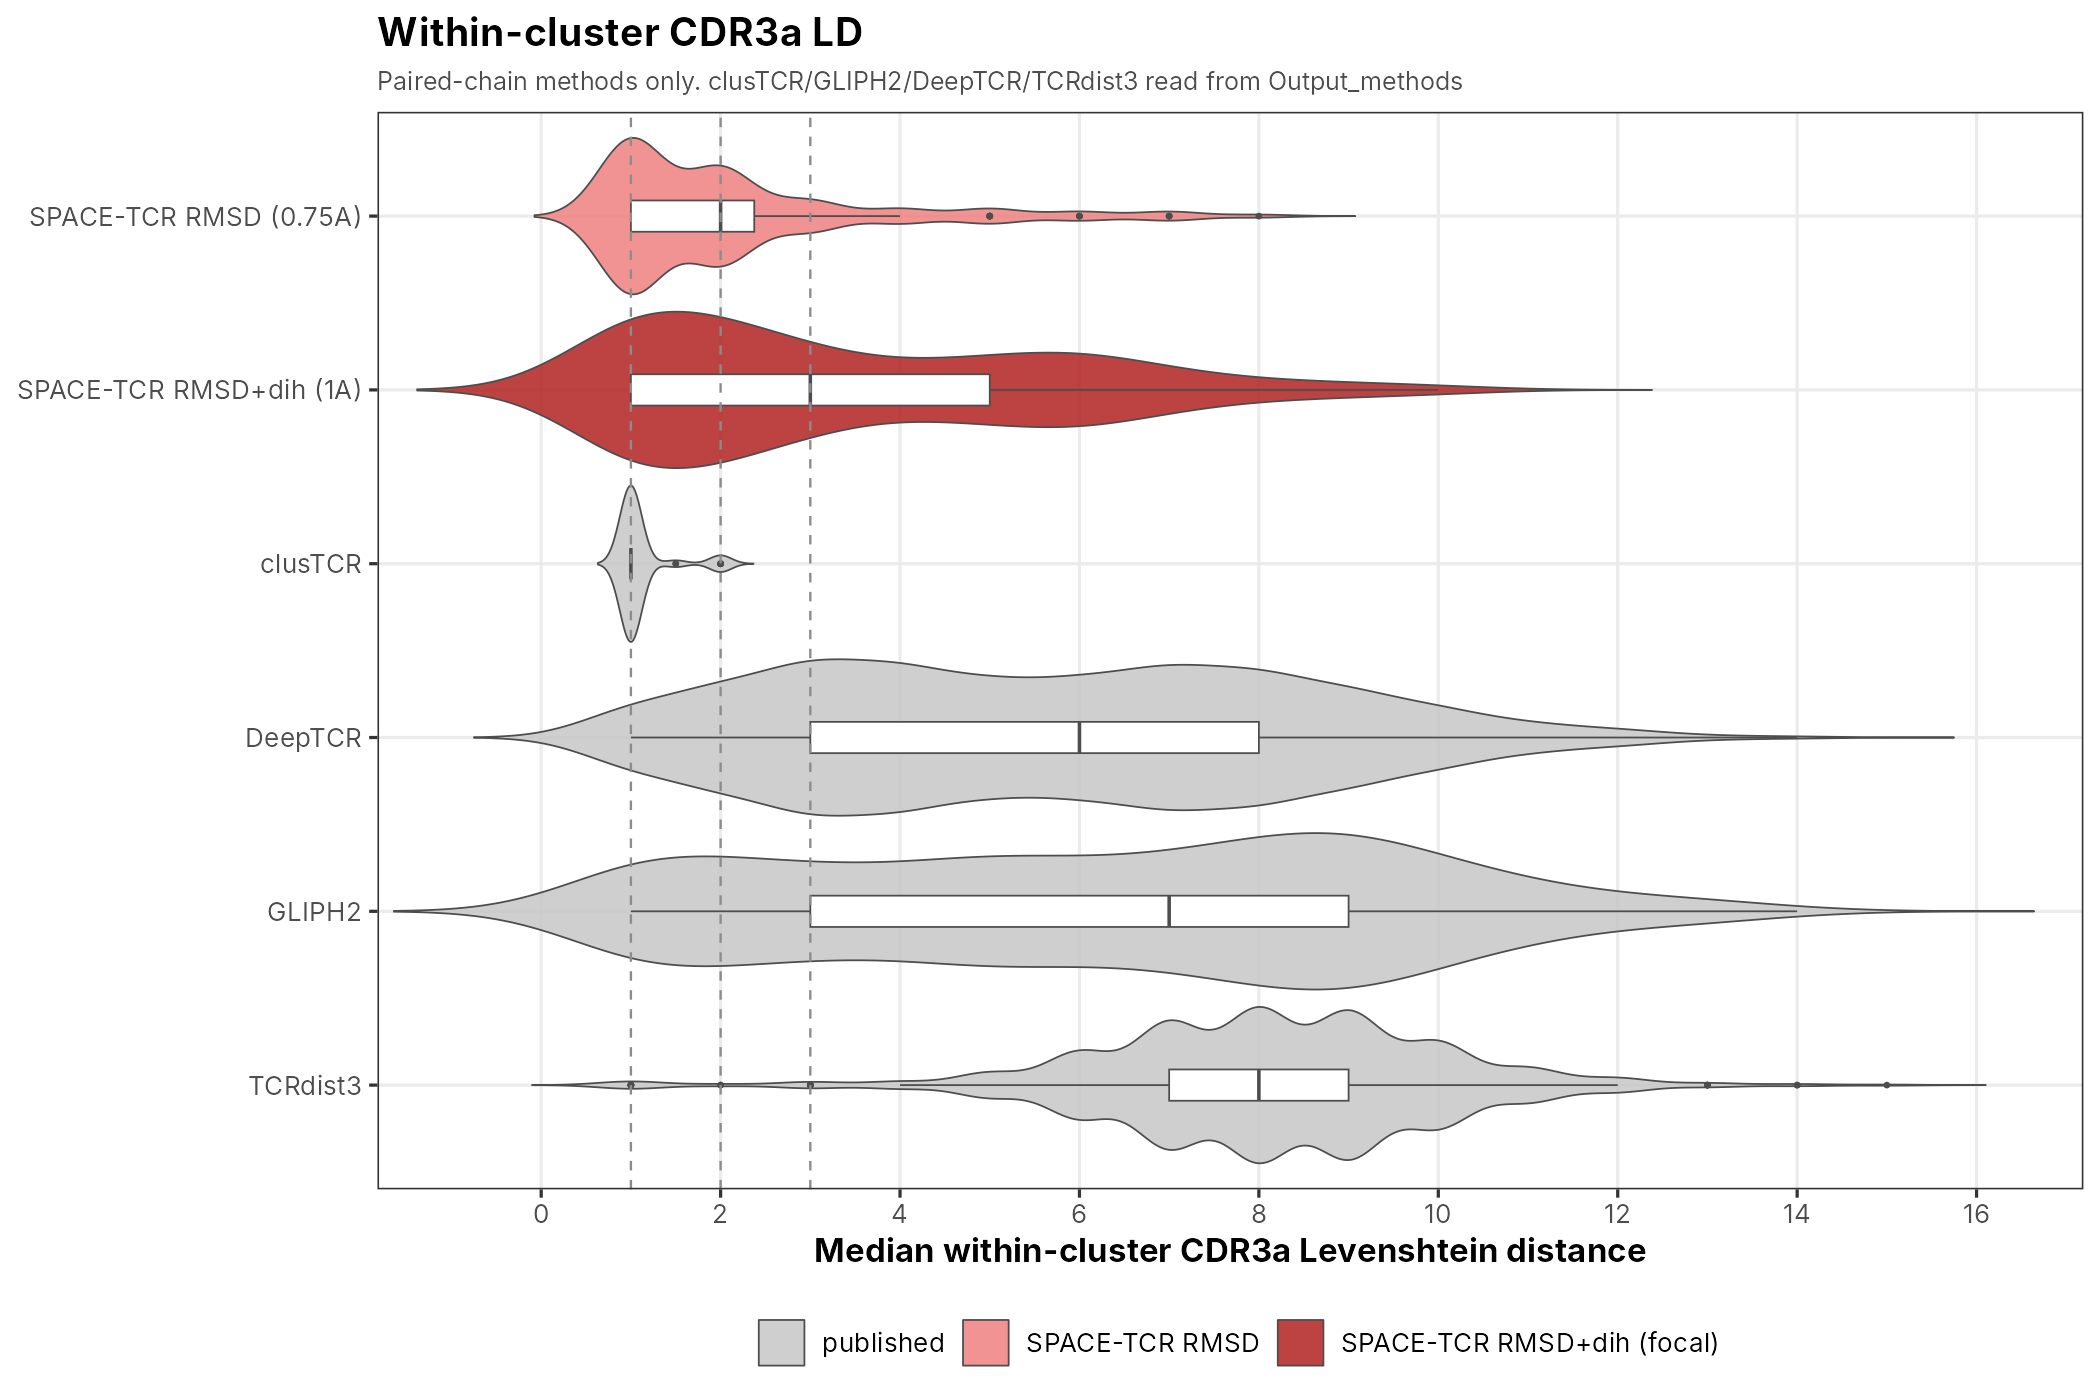 Within-cluster CDR3a LD
Paired-chain methods only. clusTCR/GLIPH2/DeepTCR/TCRdist3 read from Output_methods
SPACE-TCR RMSD (0.75A)
SPACE-TCR RMSD+dih (1A)
clusTCR
DeepTCR
GLIPH2
TCRdist3
0 2 4 6 8 10 12 14 16
Median within-cluster CDR3a Levenshtein distance
published SPACE-TCR RMSD SPACE-TCR RMSD+dih (focal)